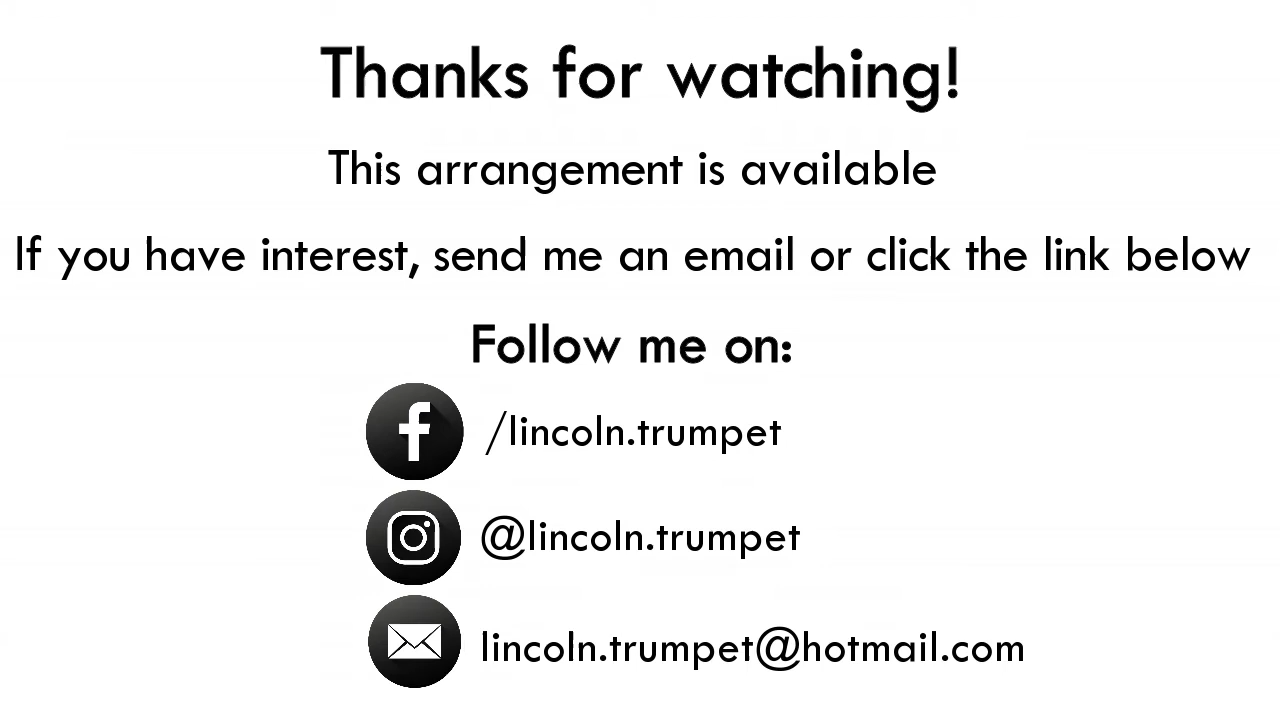 Thanks for watching!
This arrangement is available
If you have interest, send me an email or click the link below
Follow me on:
/lincoln.trumpet
@lincoln.trumpet
lincoln.trumpet@hotmail.com